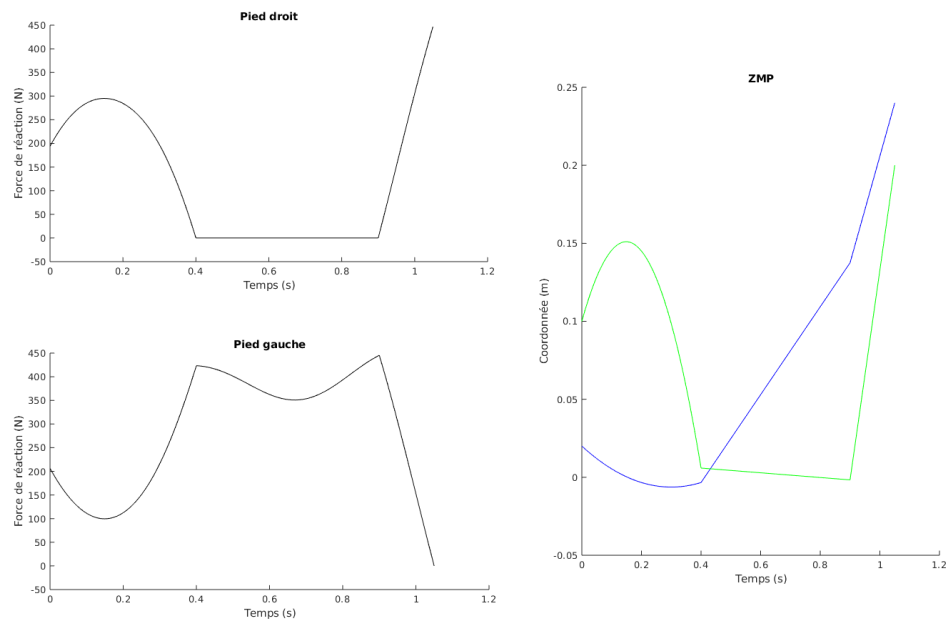 Pied droit
Force de réaction (N)
450
400
350
300
250
200
150
100
50
0
-50
0 0.2 0.4 0.6 0.8 1 1.2
Temps (s)
Pied gauche
Force de réaction (N)
450
400
350
300
250
200
150
100
50
0
-50
0 0.2 0.4 0.6 0.8 1 1.2
Temps (s)
ZMP
Coordonnée (m)
0.25
0.2
0.15
0.1
0.05
0
-0.05
0 0.2 0.4 0.6 0.8 1 1.2
Temps (s)